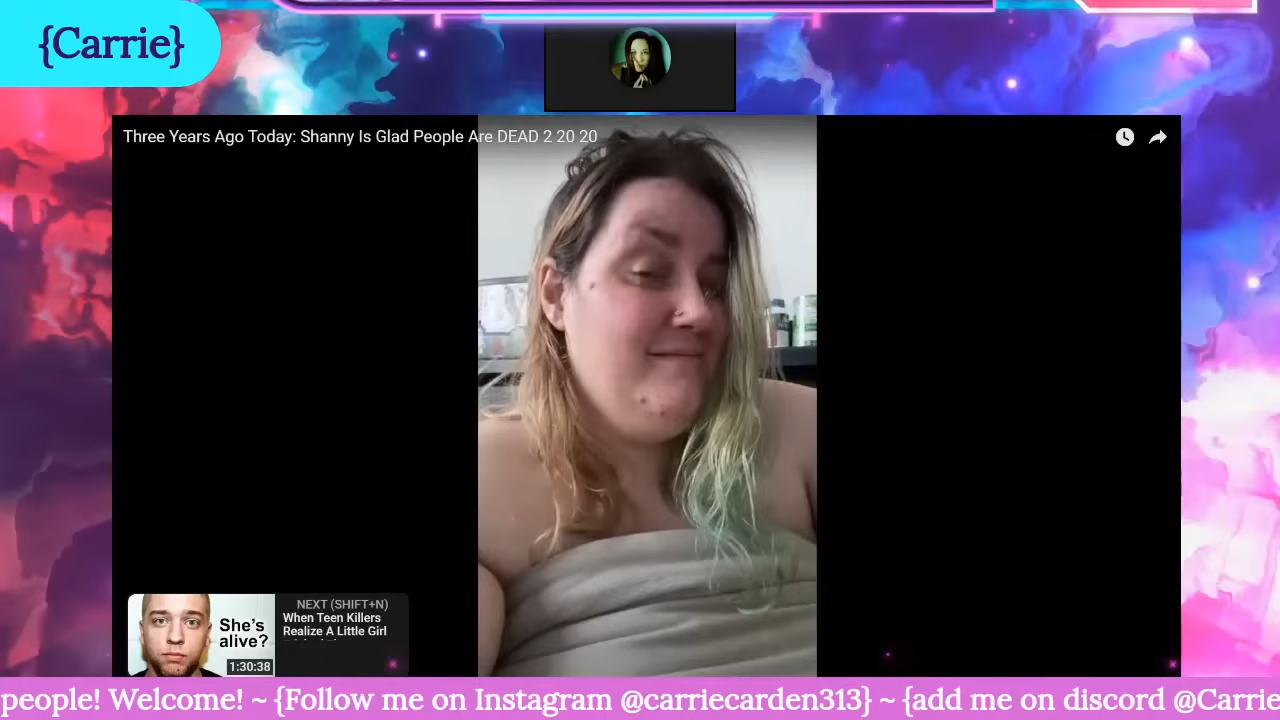 {Carrie}
Three Years Ago Today: Shanny Is Glad People Are DEAD 2 20 20
NEXT (SHIFT+N)
When Teen Killers
Realize A Little Girl
She's
alive?
1:30:38
people! Welcome! ~ {Follow me on Instagram @carriecarden313} ~ {add me on discord @Carrie